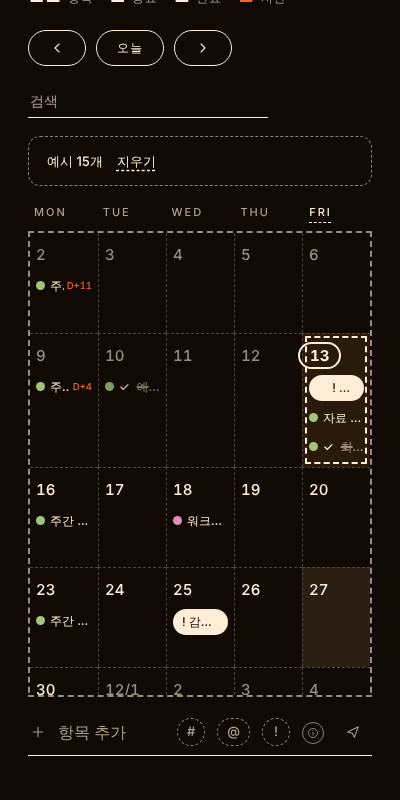 오늘
검색
예시 15개 지우기
MON TUE WED THU FRI
2 3 4 5 6
주. D+11
9 10 11 12 13
주.. D+4 예... ! ...
자료 ...
회...
16 17 18 19 20
주간 ... 워크...
23 24 25 26 27
주간 ... ! 감...
30 12/1 2 3 4
+ 항목 추가 # @ !